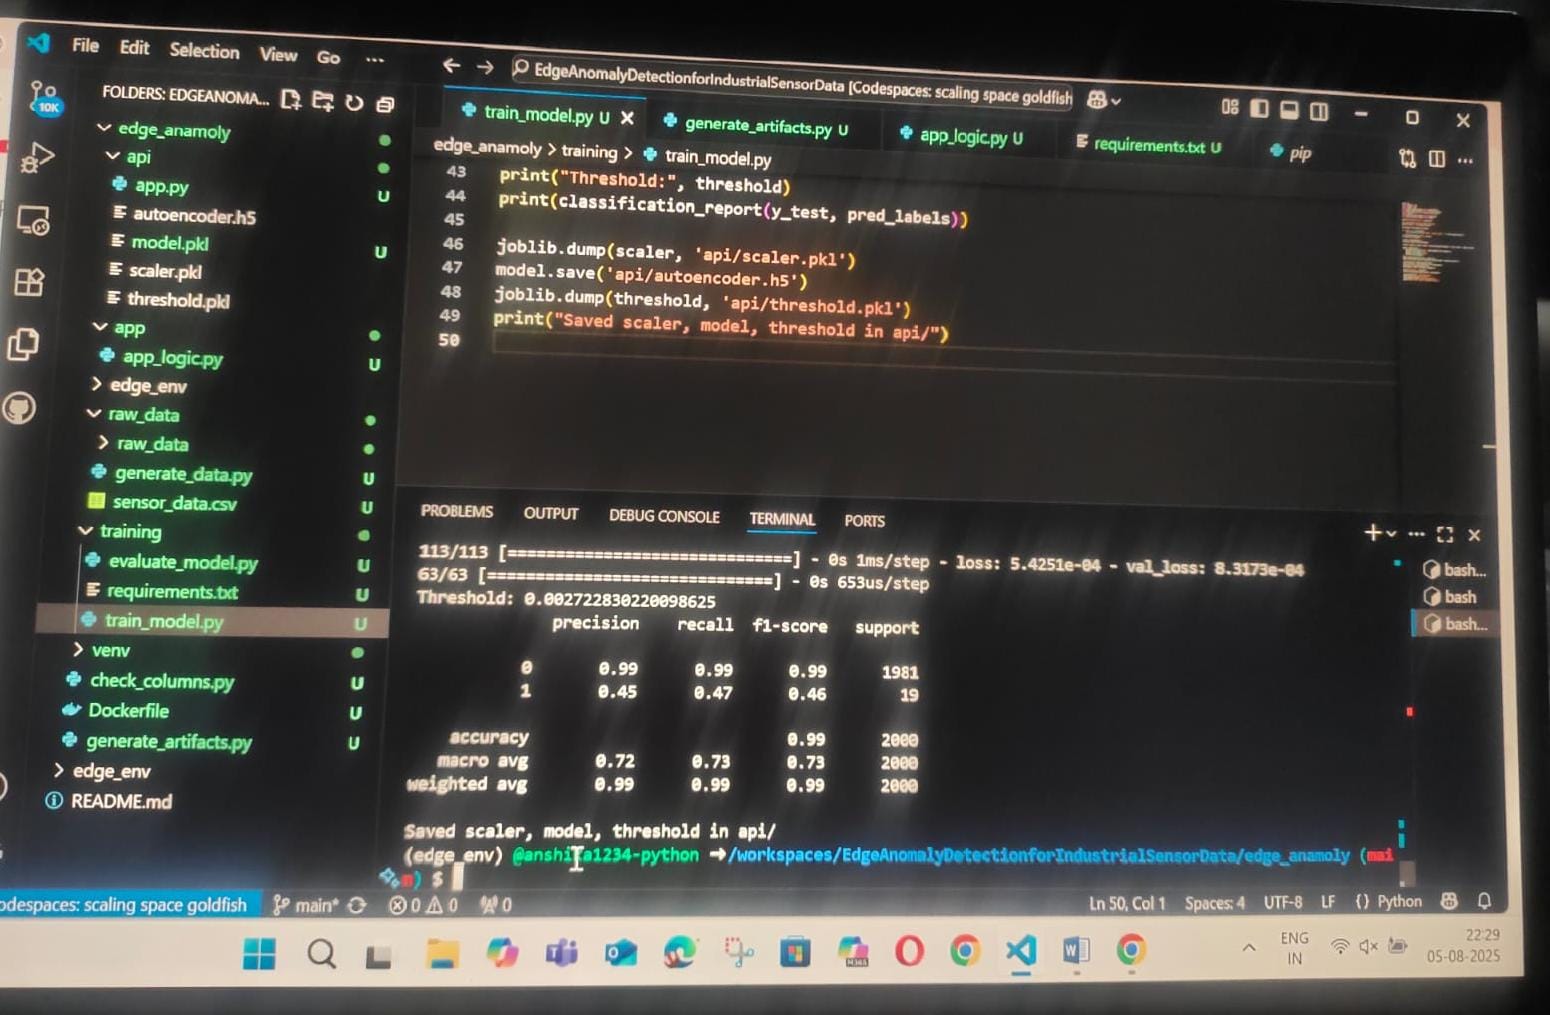 File Edit Selection View Go ...
EdgeAnomalyDetectionforIndustrialSensorData [Codespaces: scaling space goldfish
10K
FOLDERS: EDGEANOMA...
edge_anamoly
api
app.py U
autoencoder.h5
model.pkl U
scaler.pkl
threshold.pkl
app
app_logic.py U
edge_env
raw_data
raw_data
generate_data.py U
sensor_data.csv U
training
evaluate_model.py U
requirements.txt U
train_model.py U
venv
check_columns.py U
Dockerfile U
generate_artifacts.py U
edge_env
README.md
train_model.py U generate_artifacts.py U app_logic.py U requirements.txt U pip
edge_anamoly > training > train_model.py
43 print("Threshold:", threshold)
44 print(classification_report(y_test, pred_labels))
45
46 joblib.dump(scaler, 'api/scaler.pkl')
47 model.save('api/autoencoder.h5')
48 joblib.dump(threshold, 'api/threshold.pkl')
49 print("Saved scaler, model, threshold in api/")
50
PROBLEMS OUTPUT DEBUG CONSOLE TERMINAL PORTS
113/113 [==============================] - 0s 1ms/step - loss: 5.4251e-04 - val_loss: 8.3173e-04
63/63 [==============================] - 0s 653us/step
Threshold: 0.002722830220098625
precision recall f1-score support
0 0.99 0.99 0.99 1981
1 0.45 0.47 0.46 19
accuracy 0.99 2000
macro avg 0.72 0.73 0.73 2000
weighted avg 0.99 0.99 0.99 2000
Saved scaler, model, threshold in api/
(edge_env) @anshi a1234-python ➜/workspaces/EdgeAnomalyDetectionforIndustrialSensorData/edge_anamoly (mai
n) $
bash...
bash
bash...
odespaces: scaling space goldfish main* 0 0 0
Ln 50, Col 1 Spaces: 4 UTF-8 LF {} Python
M365
ENG
IN
22:29
05-08-2025